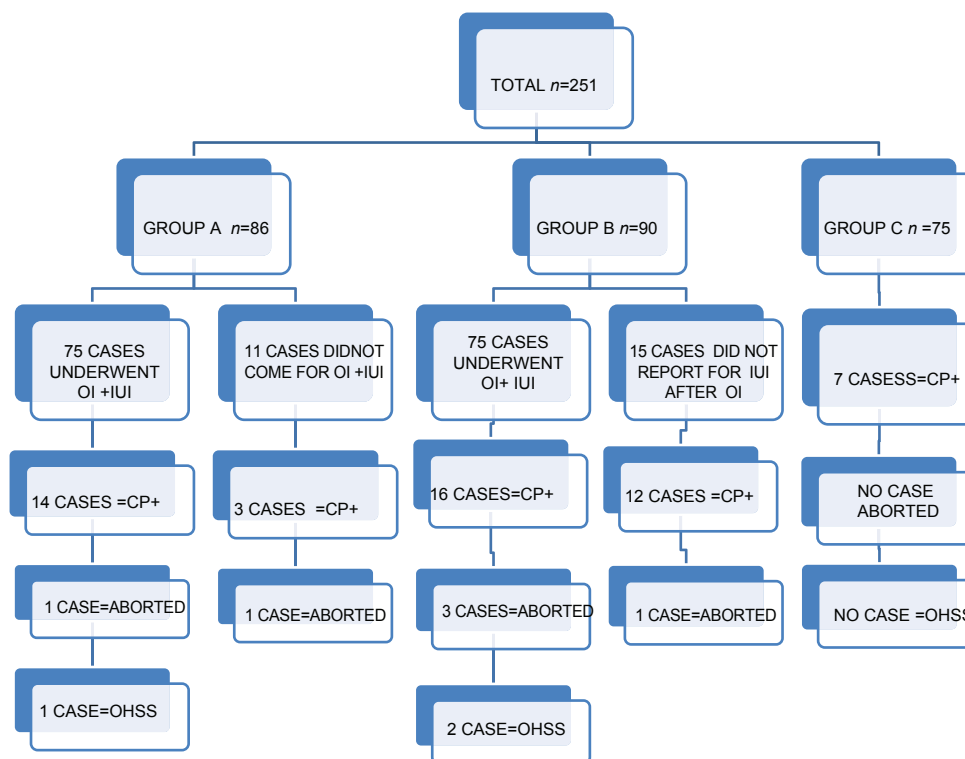 TOTAL n=251
GROUP A n=86
GROUP B n=90
GROUP C n =75
75 CASES
UNDERWENT
OI +IUI
11 CASES DIDNOT
COME FOR OI +IUI
75 CASES
UNDERWENT
OI+ IUI
15 CASES DID NOT
REPORT FOR IUI
AFTER OI
7 CASESS=CP+
14 CASES =CP+
3 CASES =CP+
16 CASES=CP+
12 CASES =CP+
NO CASE
ABORTED
1 CASE=ABORTED
1 CASE=ABORTED
3 CASES=ABORTED
1 CASE=ABORTED
NO CASE =OHSS
1 CASE=OHSS
2 CASE=OHSS